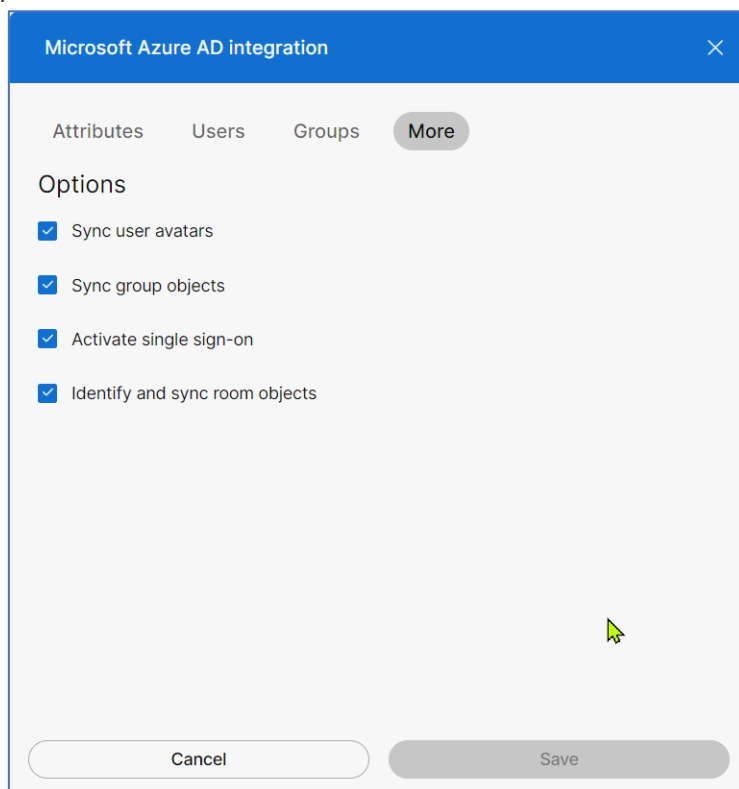 Microsoft Azure AD integration
Attributes Users Groups More
Options
Sync user avatars
Sync group objects
Activate single sign-on
Identify and sync room objects
Cancel Save